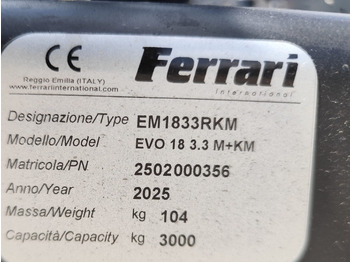 CE
Ferrari
International
Reggio Emilia (ITALY)
www.ferrariinternational.com
Designazione/Type EM1833RKM
Modello/Model EVO 18 3.3 M+KM
Matricola/PN 2502000356
Anno/Year 2025
Massa/Weight kg 104
Capacità/Capacity kg 3000